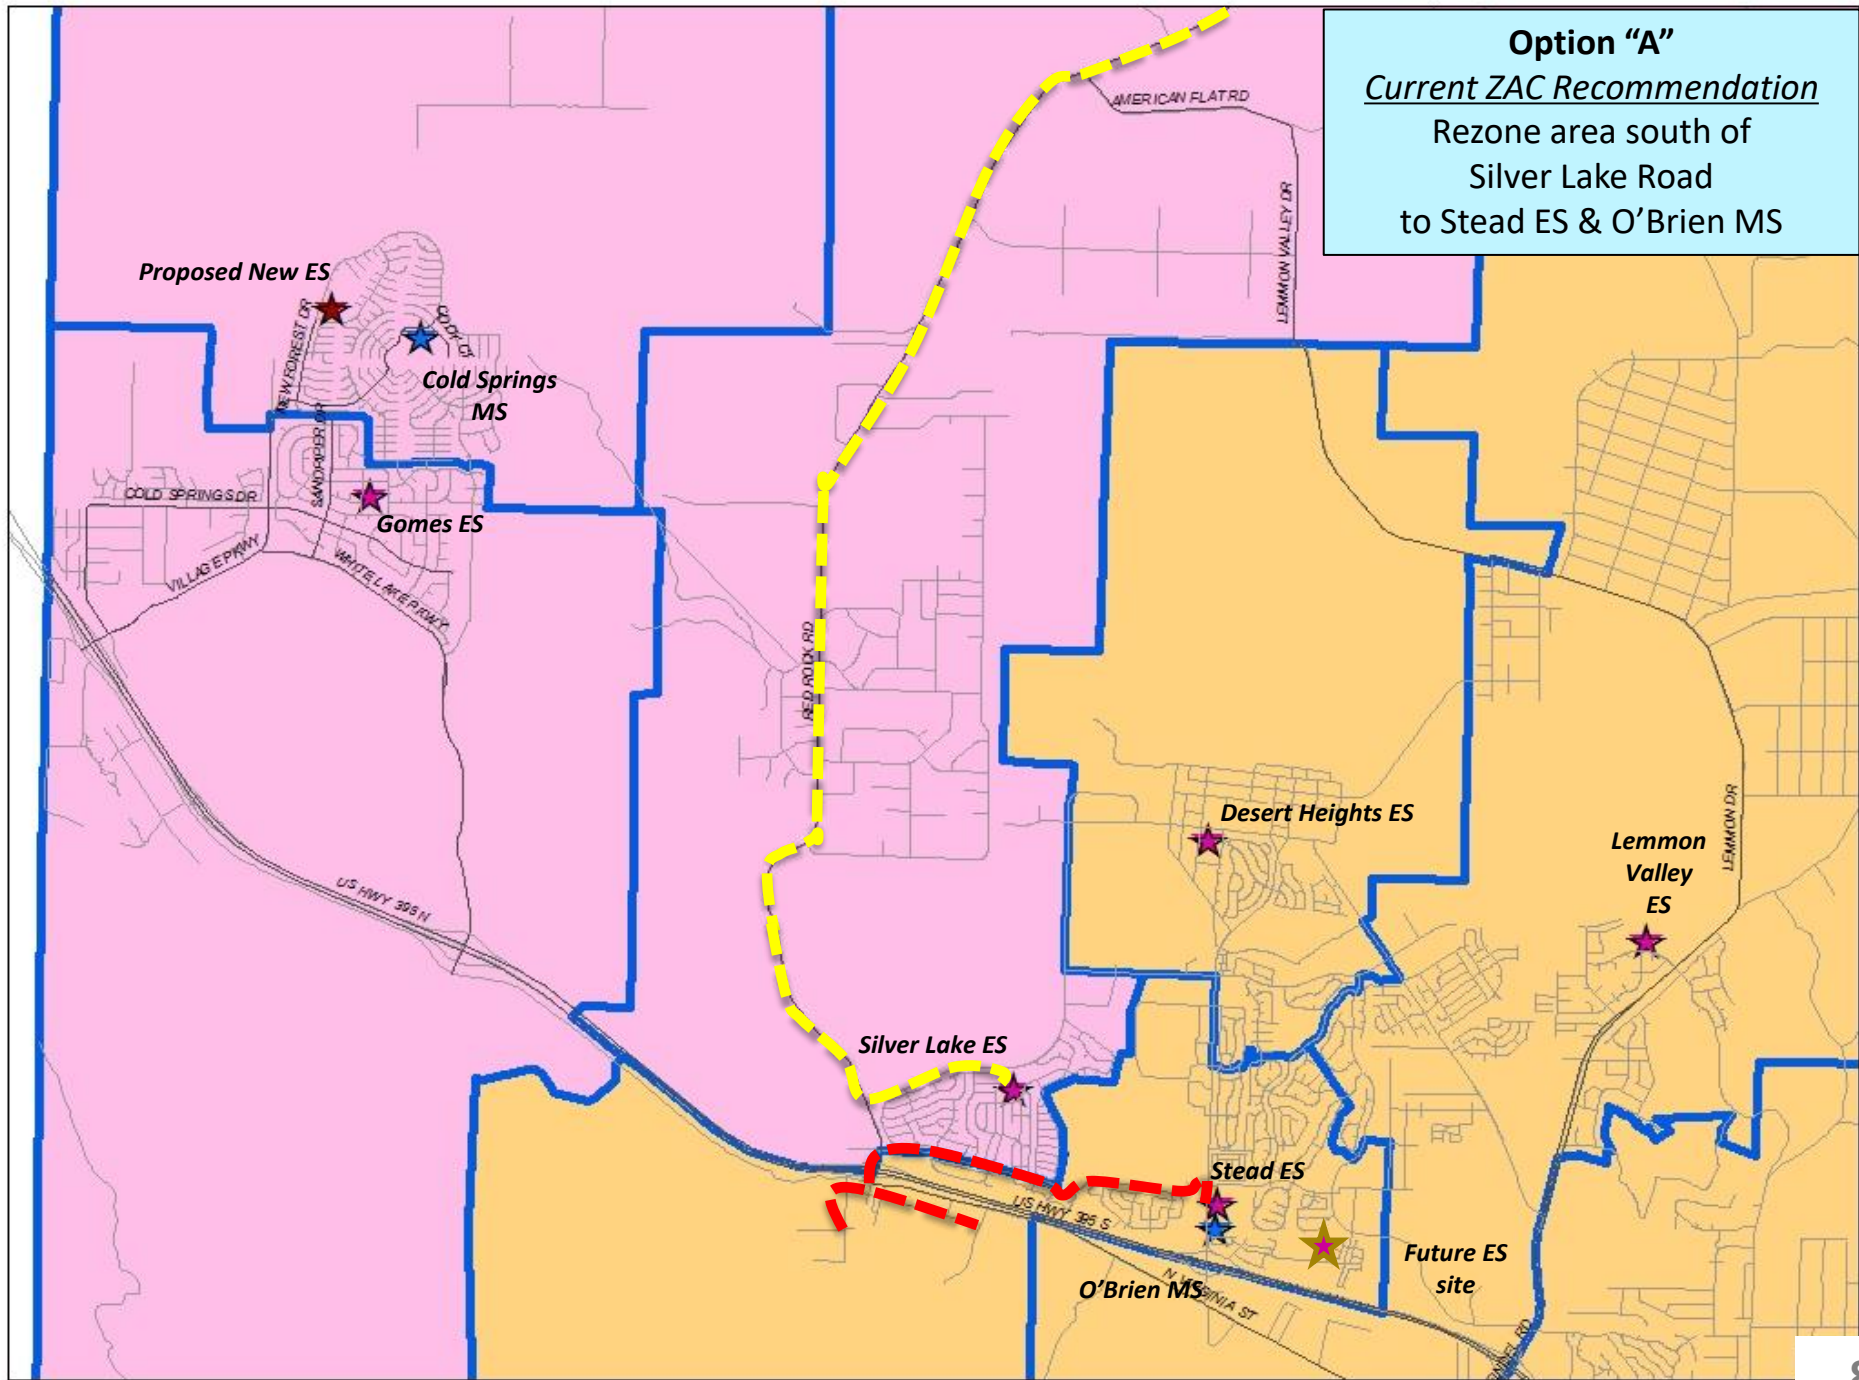 Option “A”
Current ZAC Recommendation
Rezone area south of
Silver Lake Road
to Stead ES & O’Brien MS
AMERICAN FLAT RD
LEMMON VALLEY DR
Proposed New ES
NEW FOREST DR
CODY CT
Cold Springs
MS
SANDPIPER DR
COLD SPRINGS DR
Gomes ES
VILLAGE PKWY
WHITE LAKE PKWY
RED ROCK RD
Desert Heights ES
LEMMON DR
Lemmon
Valley
ES
US HWY 395 N
Silver Lake ES
Stead ES
US HWY 395 S
Future ES
site
O’Brien MS
N VIRGINIA ST